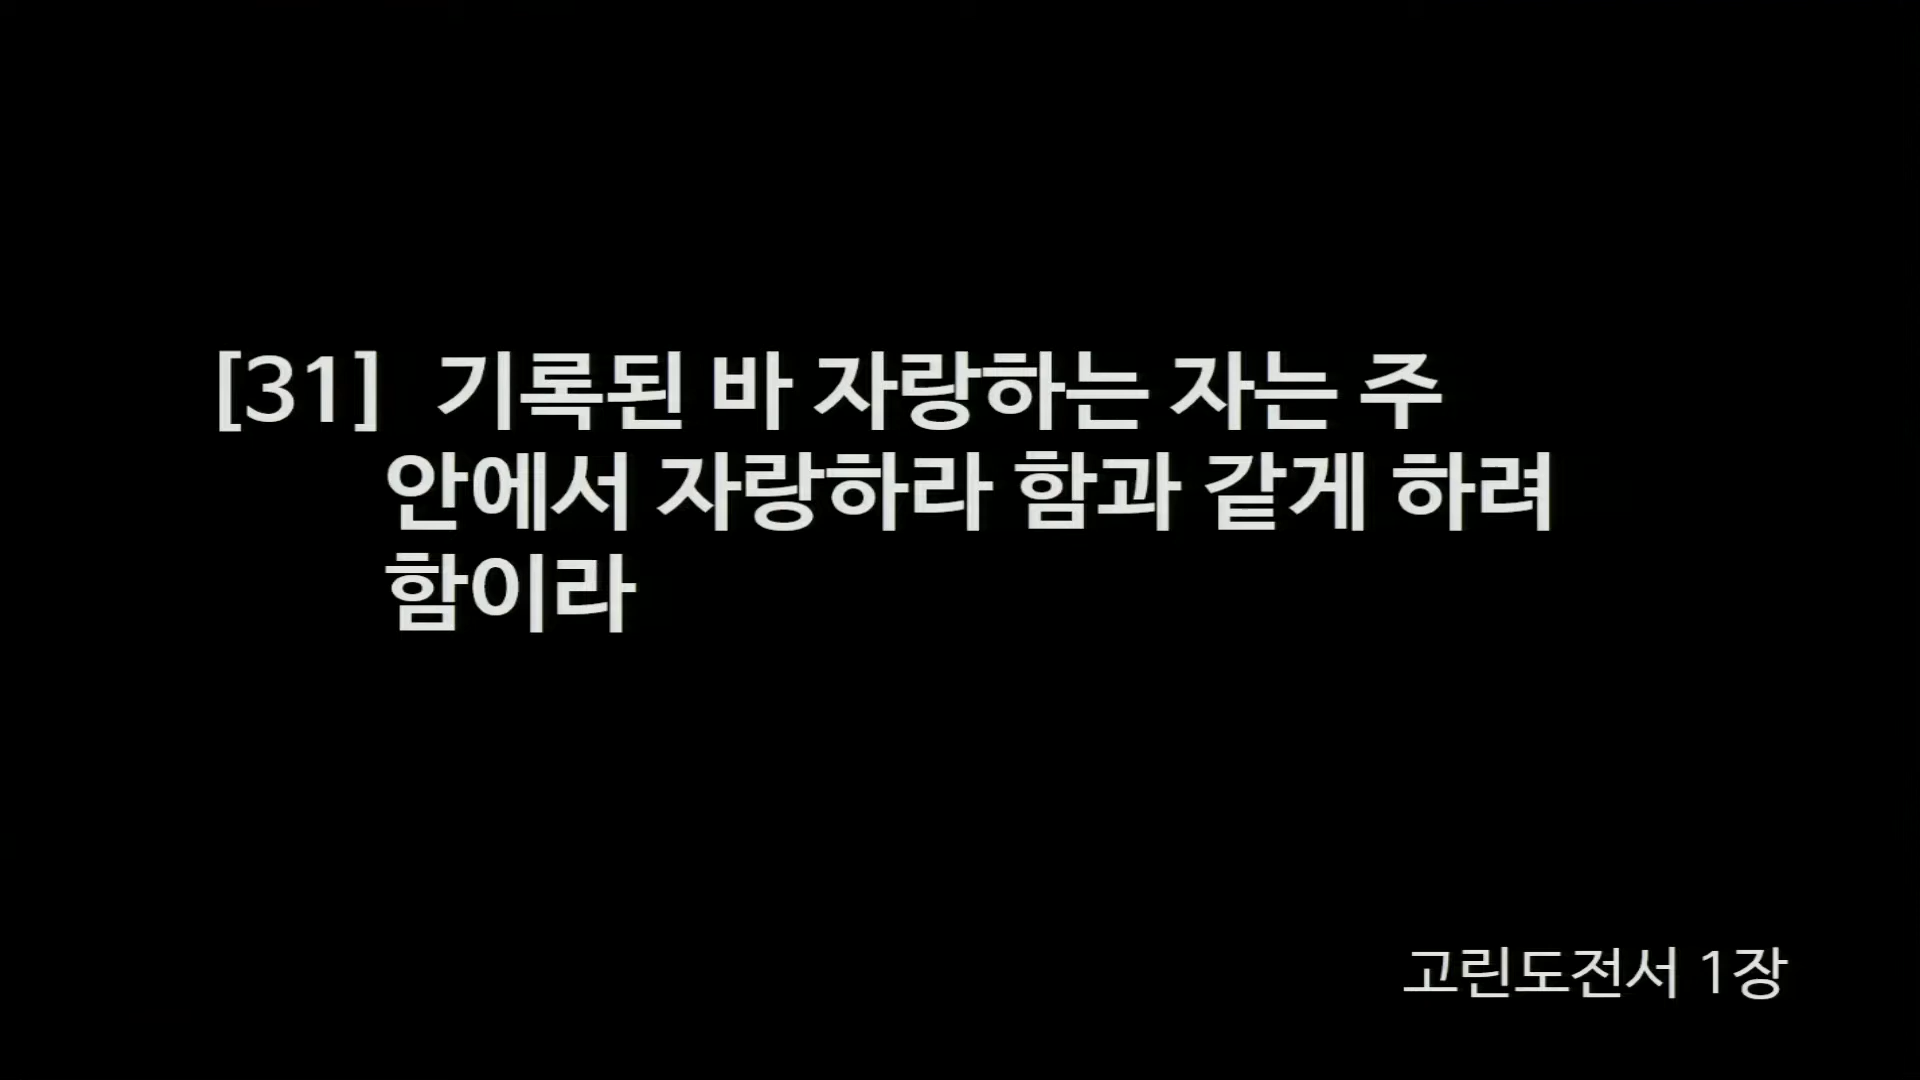 [31] 기록된 바 자랑하는 자는 주
안에서 자랑하라 함과 같게 하려
함이라
고린도전서 1장